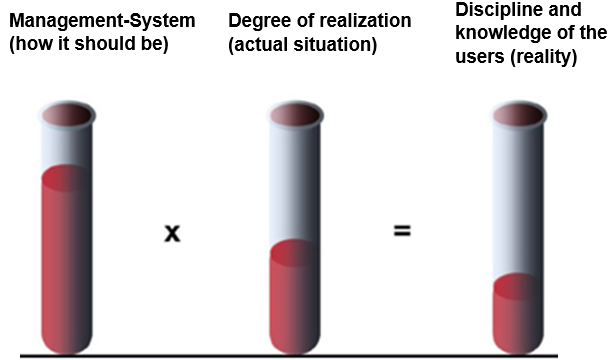 Management-System
(how it should be)
Degree of realization
(actual situation)
Discipline and
knowledge of the
users (reality)
x
=